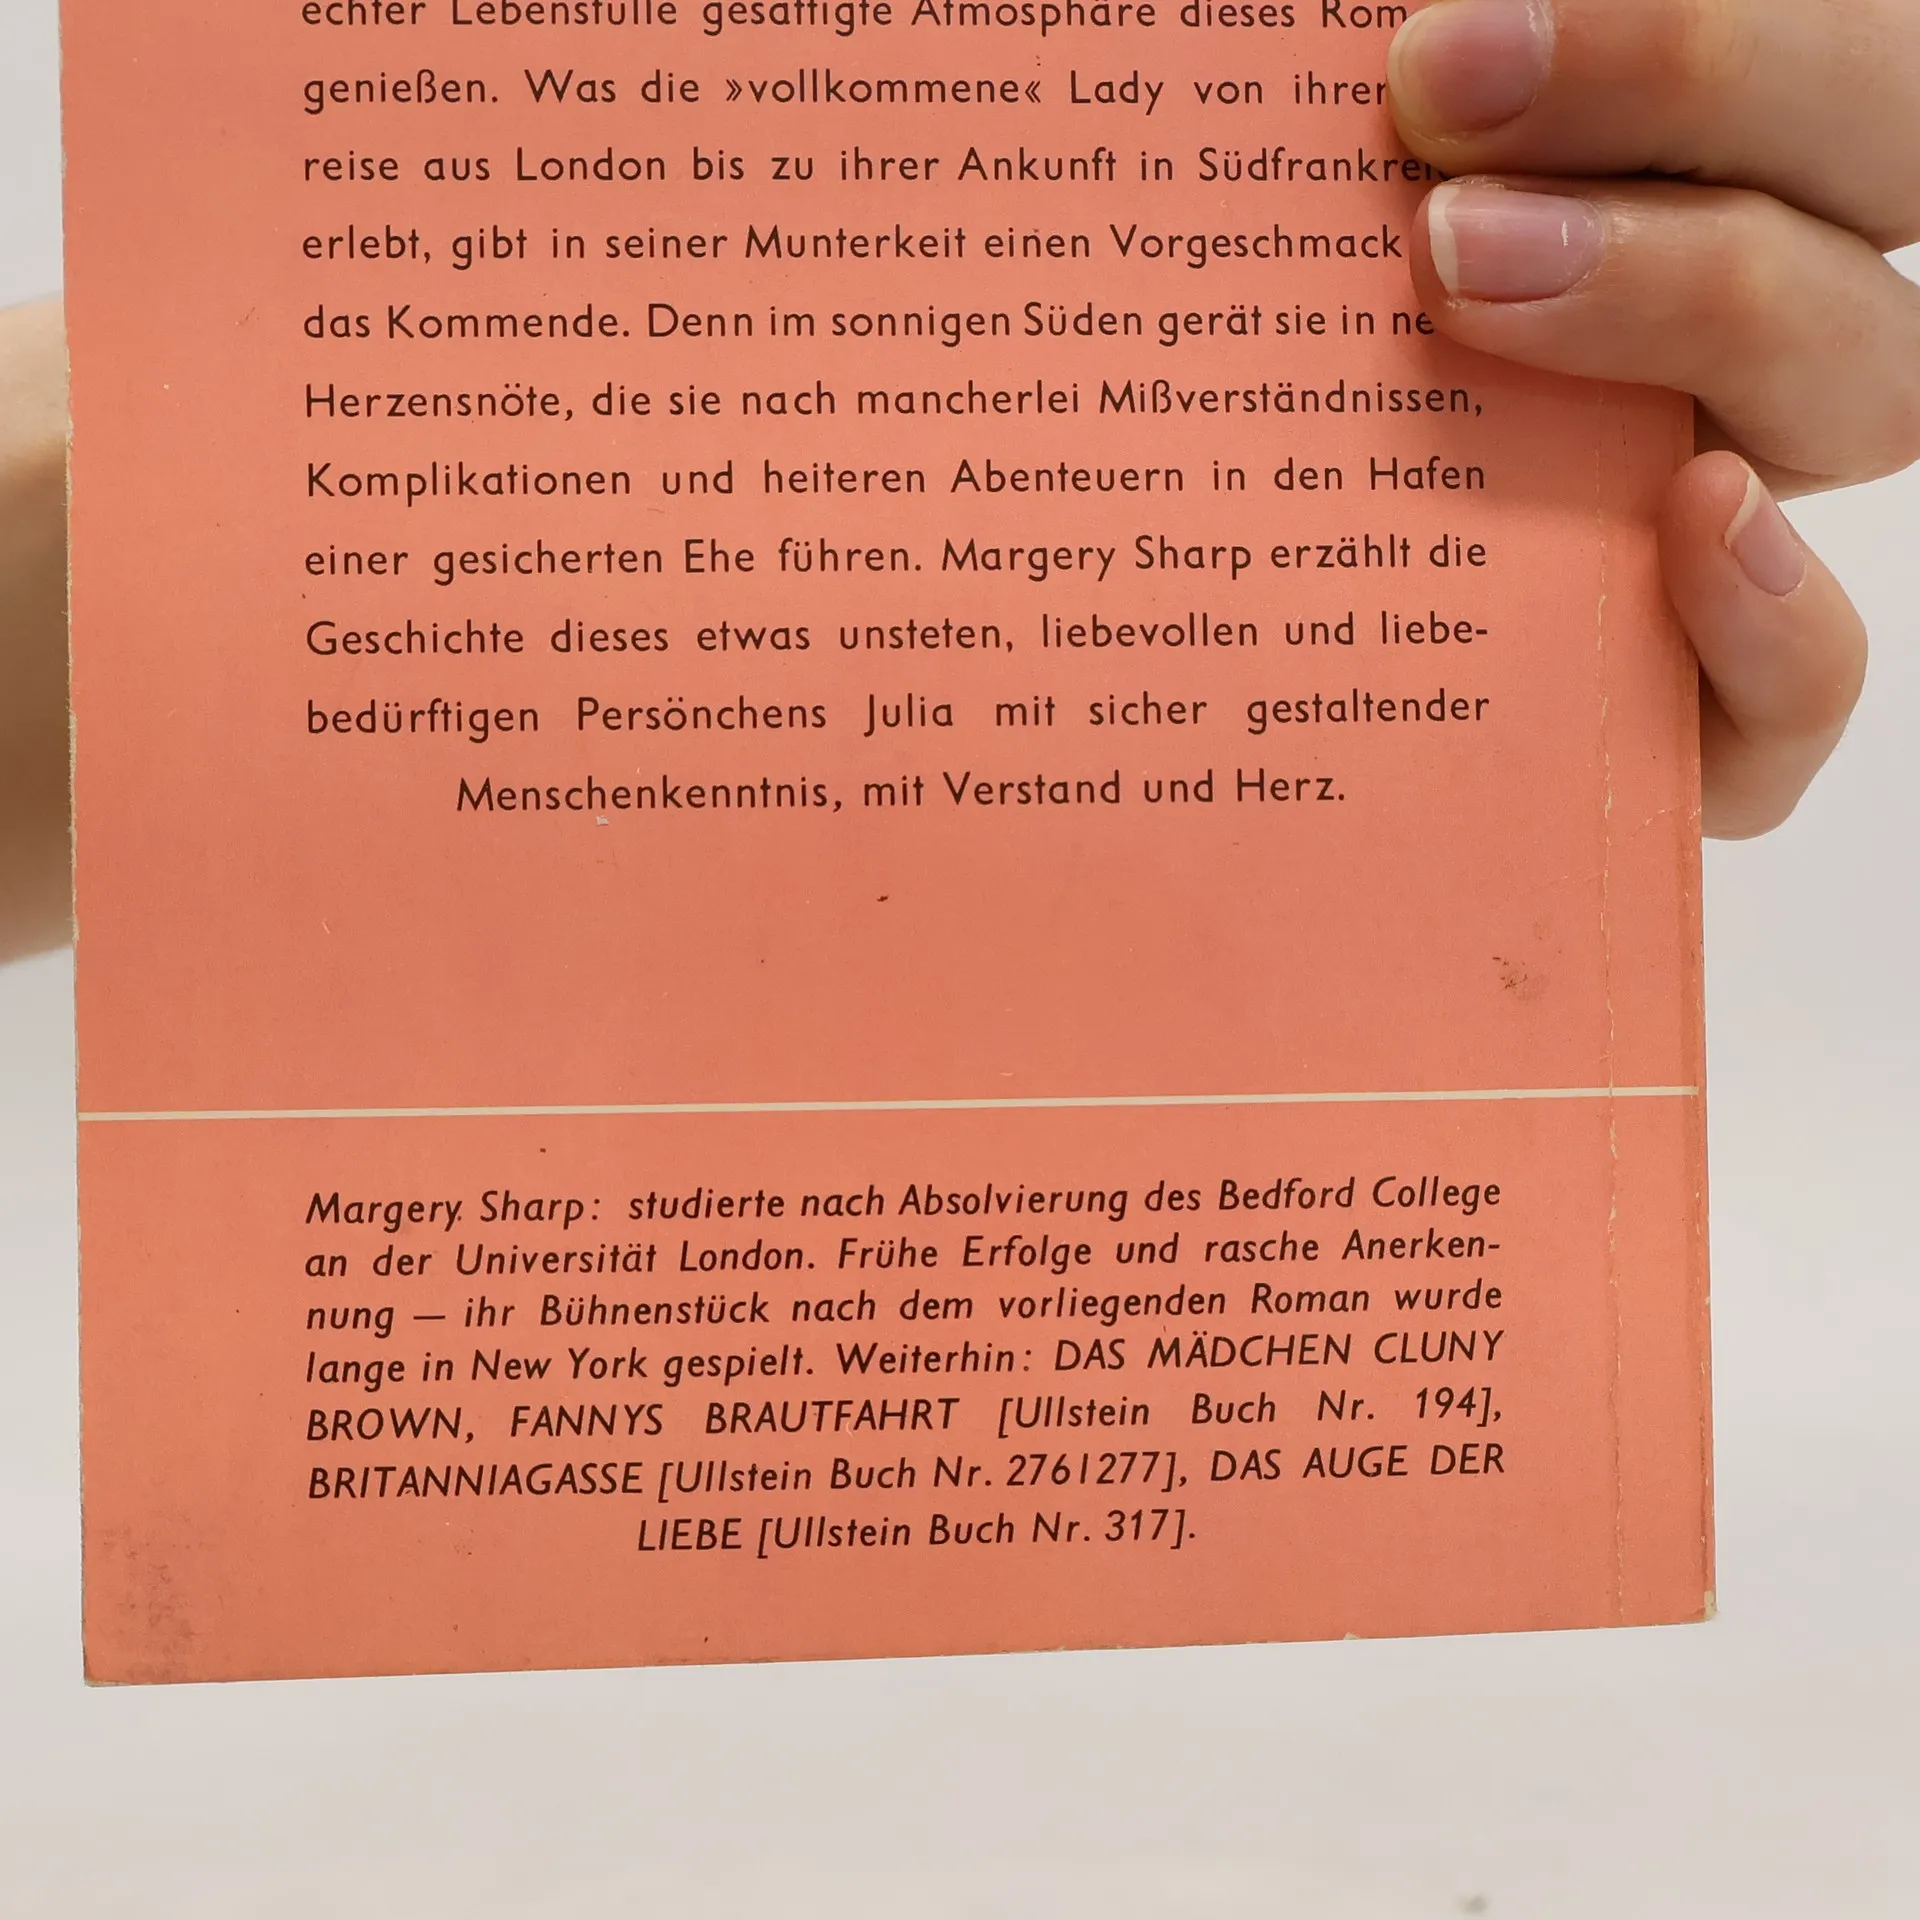 echter Lebensfülle gesättigte Atmosphäre dieses
genießen. Was die »vollkommene« Lady von
reise aus London bis zu ihrer Ankunft in
erlebt, gibt in seiner Munterkeit einen Vorgeschmack
das Kommende. Denn im sonnigen Süden gerät sie in
Herzensnöte, die sie nach mancherlei Mißverständnissen,
Komplikationen und heiteren Abenteuern in den Hafen
einer gesicherten Ehe führen. Margery Sharp erzählt die
Geschichte dieses etwas unsteten, liebevollen und liebe-
bedürftigen Persönchens Julia mit sicher gestaltender
Menschenkenntnis, mit Verstand und Herz.
Margery Sharp: studierte nach Absolvierung des Bedford College
an der Universität London. Frühe Erfolge und rasche Anerken-
nung — ihr Bühnenstück nach dem vorliegenden Roman wurde
lange in New York gespielt. Weiterhin: DAS MÄDCHEN CLUNY
BROWN, FANNYS BRAUTFAHRT [Ullstein Buch Nr. 194],
BRITANNIAGASSE [Ullstein Buch Nr. 276/277], DAS AUGE DER
LIEBE [Ullstein Buch Nr. 317].